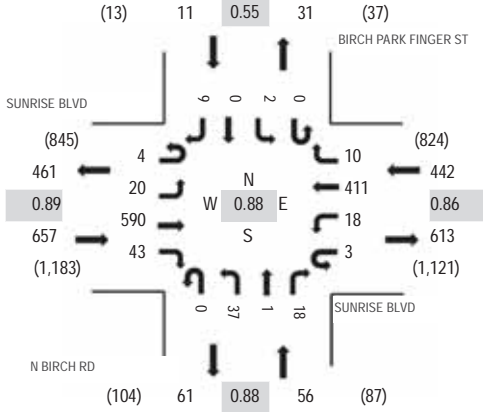 (13) 11 0.55 31 (37)
BIRCH PARK FINGER ST
SUNRISE BLVD
9 0 2 0
(845) (824)
461 4 10 442
N
0.89 20 W 0.88 E 411 0.86
657 590 S 18 613
43 3
(1,183) (1,121)
0 37 1 18
SUNRISE BLVD
N BIRCH RD
(104) 61 0.88 56 (87)